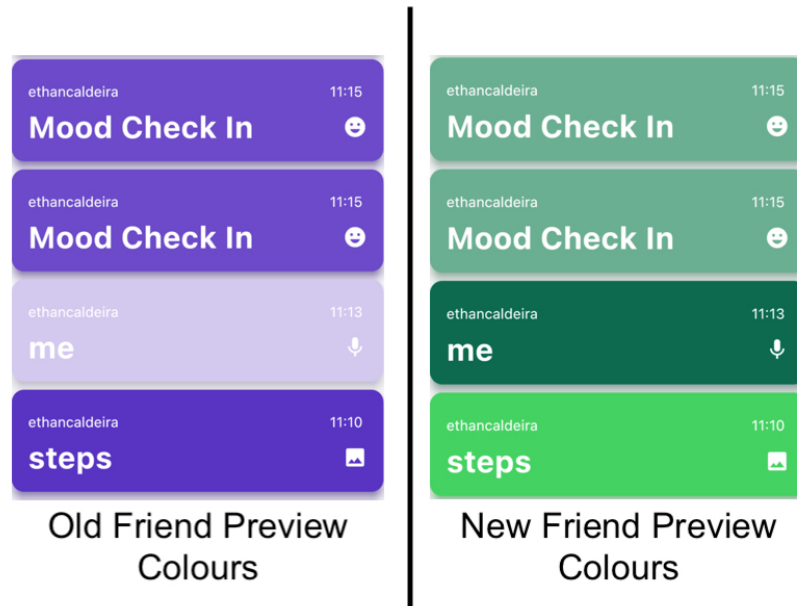 ethancaldeira 11:15
Mood Check In
ethancaldeira 11:15
Mood Check In
ethancaldeira 11:13
me
ethancaldeira 11:10
steps
Old Friend Preview
Colours
ethancaldeira 11:15
Mood Check In
ethancaldeira 11:15
Mood Check In
ethancaldeira 11:13
me
ethancaldeira 11:10
steps
New Friend Preview
Colours